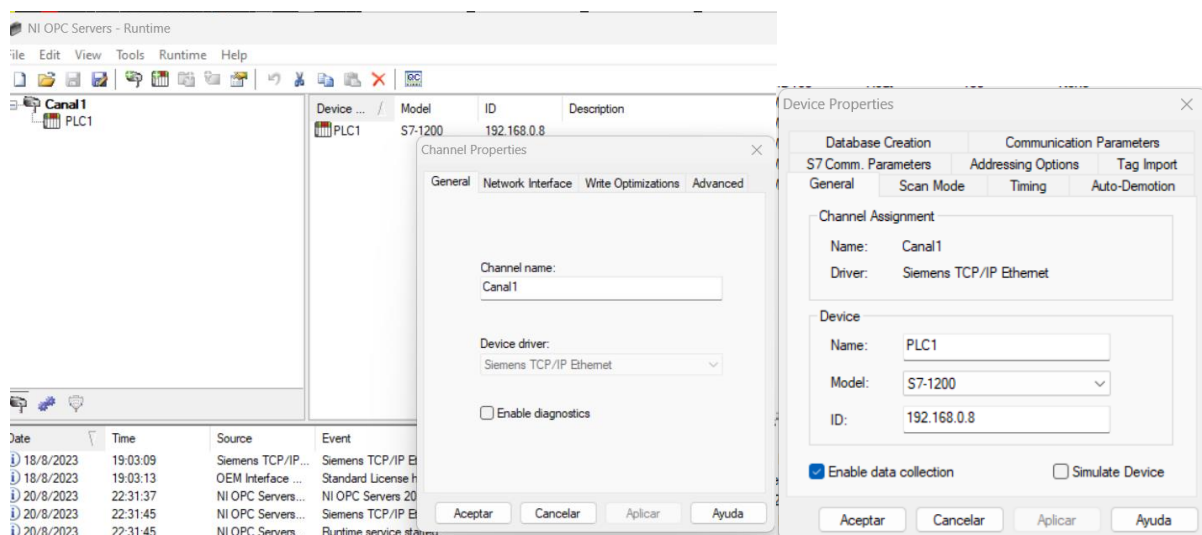 NI OPC Servers - Runtime
File Edit View Tools Runtime Help
Canal1
PLC1
Device ... / Model ID Description
PLC1 S7-1200 192.168.0.8
Date Time Source Event
18/8/2023 19:03:09 Siemens TCP/IP... Siemens TCP/IP Et
18/8/2023 19:03:13 OEM Interface ... Standard License h
20/8/2023 22:31:37 NI OPC Servers... NI OPC Servers 20
20/8/2023 22:31:45 NI OPC Servers... Siemens TCP/IP Et
20/8/2023 22:31:45 NI OPC Servers... Runtime service started
Channel Properties
General Network Interface Write Optimizations Advanced
Channel name:
Canal1
Device driver:
Siemens TCP/IP Ethernet
Enable diagnostics
Aceptar Cancelar Aplicar Ayuda
Device Properties
Database Creation Communication Parameters
S7 Comm. Parameters Addressing Options Tag Import
General Scan Mode Timing Auto-Demotion
Channel Assignment
Name: Canal1
Driver: Siemens TCP/IP Ethernet
Device
Name: PLC1
Model: S7-1200
ID: 192.168.0.8
Enable data collection Simulate Device
Aceptar Cancelar Aplicar Ayuda